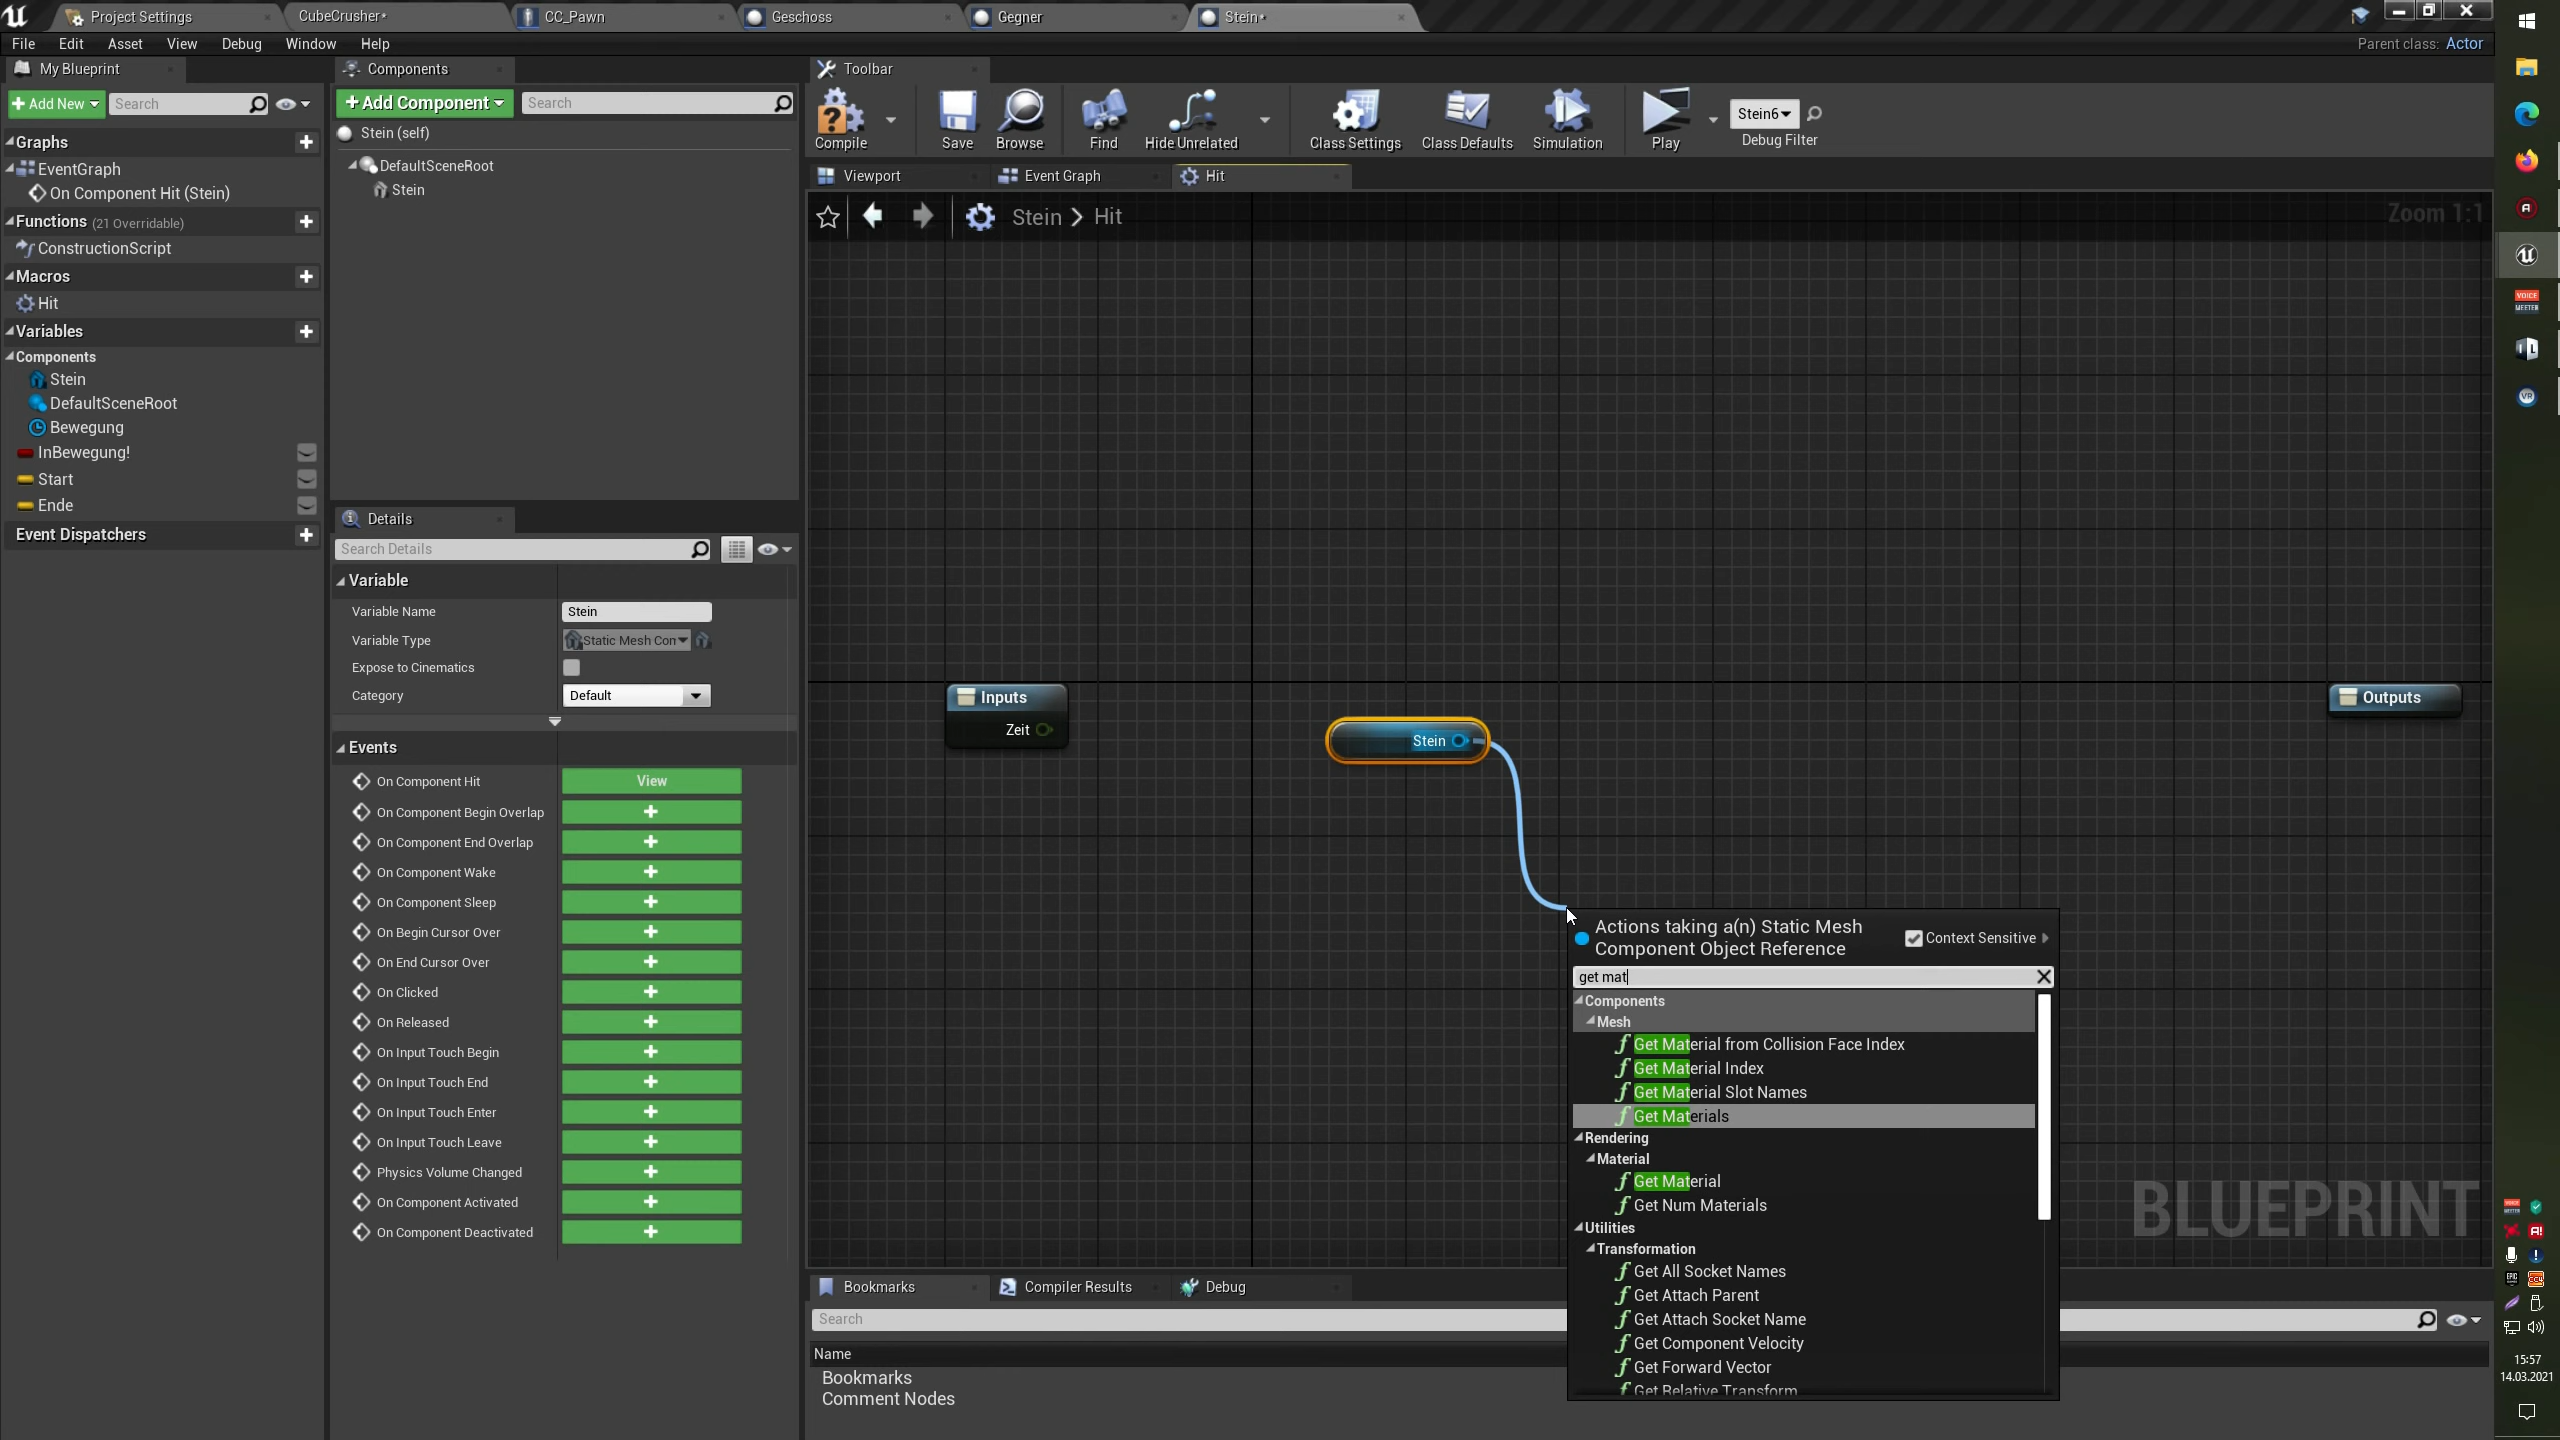 Project Settings
CubeCrusher*
CC_Pawn
Geschoss
Gegner
Stein*
File Edit Asset View Debug Window Help
Parent class: Actor
My Blueprint
Add New
Search
Graphs
EventGraph
On Component Hit (Stein)
Functions (21 Overridable)
ConstructionScript
Macros
Hit
Variables
Components
Stein
DefaultSceneRoot
Bewegung
InBewegung!
Start
Ende
Event Dispatchers
Components
Add Component
Search
Stein (self)
DefaultSceneRoot
Stein
Details
Search Details
Variable
Variable Name Stein
Variable Type Static Mesh Con
Expose to Cinematics
Category Default
Events
On Component Hit View
On Component Begin Overlap
On Component End Overlap
On Component Wake
On Component Sleep
On Begin Cursor Over
On End Cursor Over
On Clicked
On Released
On Input Touch Begin
On Input Touch End
On Input Touch Enter
On Input Touch Leave
Physics Volume Changed
On Component Activated
On Component Deactivated
Toolbar
Compile
Save
Browse
Find
Hide Unrelated
Class Settings
Class Defaults
Simulation
Play
Stein6
Debug Filter
Viewport
Event Graph
Hit
Stein > Hit
Zoom 1:1
Inputs
Zeit
Stein
Outputs
Actions taking a(n) Static Mesh
Component Object Reference
Context Sensitive
get mat
Components
Mesh
Get Material from Collision Face Index
Get Material Index
Get Material Slot Names
Get Materials
Rendering
Material
Get Material
Get Num Materials
Utilities
Transformation
Get All Socket Names
Get Attach Parent
Get Attach Socket Name
Get Component Velocity
Get Forward Vector
Get Relative Transform
BLUEPRINT
Bookmarks
Compiler Results
Debug
Search
Name
Bookmarks
Comment Nodes
15:57
14.03.2021